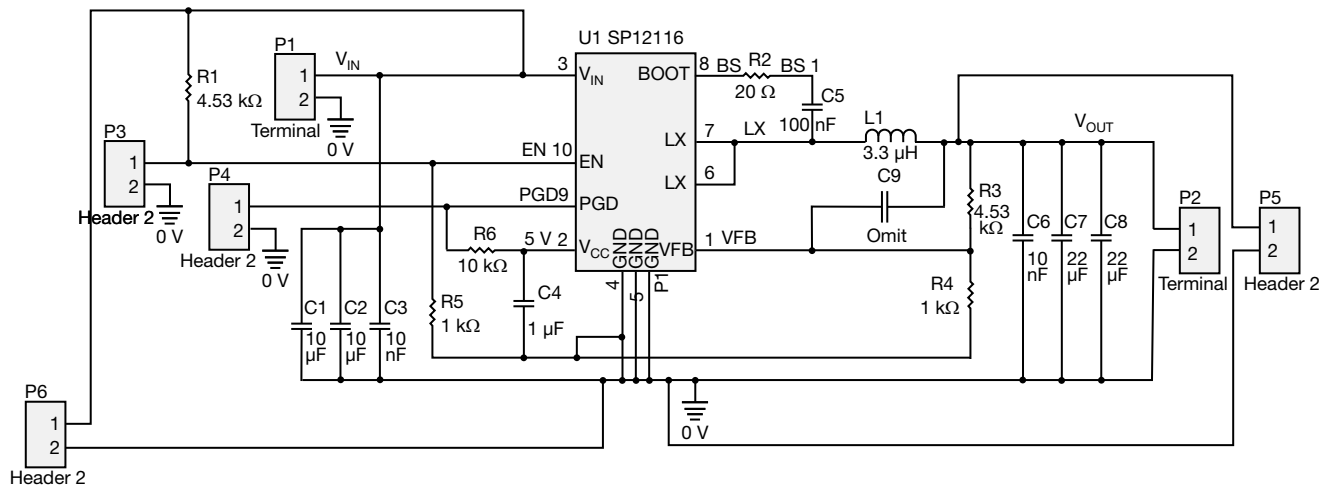 U1 SP12116
P1
1
2
Terminal
0 V
V_IN
R1
4.53 kΩ
P3
1
2
Header 2
0 V
P4
1
2
Header 2
0 V
3
V_IN
EN 10
EN
PGD9
PGD
5 V 2
V_CC
BOOT
8 BS
R2
20 Ω
BS 1
C5
100 nF
LX
7
LX
LX
6
VFB
1 VFB
GND
GND
GND
4
5
P1
L1
3.3 µH
C9
Omit
V_OUT
R3
4.53
kΩ
R4
1 kΩ
R6
10 kΩ
R5
1 kΩ
C4
1 µF
C1
10
µF
C2
10
µF
C3
10
nF
C6
10
nF
C7
22
µF
C8
22
µF
P2
1
2
Terminal
P5
1
2
Header 2
0 V
P6
1
2
Header 2